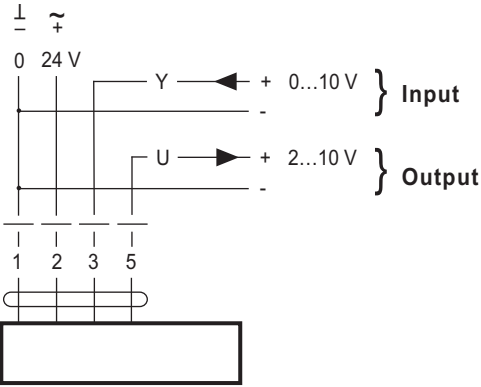 ⊥ ~
– +
0 24 V
Y + 0...10 V } Input
-
U + 2...10 V } Output
-
1 2 3 5